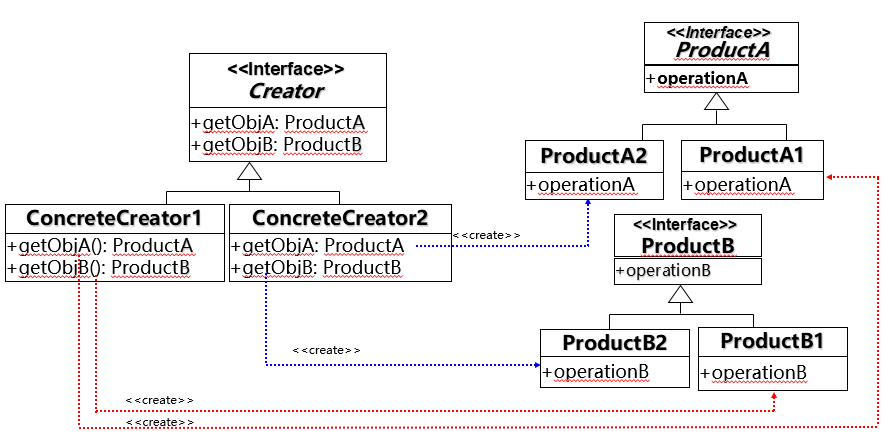 <<Interface>>
Creator
+getObjA: ProductA
+getObjB: ProductB
ConcreteCreator1
+getObjA(): ProductA
+getObjB(): ProductB
ConcreteCreator2
+getObjA: ProductA
+getObjB: ProductB
<<Interface>>
ProductA
+operationA
ProductA2
+operationA
ProductA1
+operationA
<<create>>
<<Interface>>
ProductB
+operationB
ProductB2
+operationB
ProductB1
+operationB
<<create>>
<<create>>
<<create>>